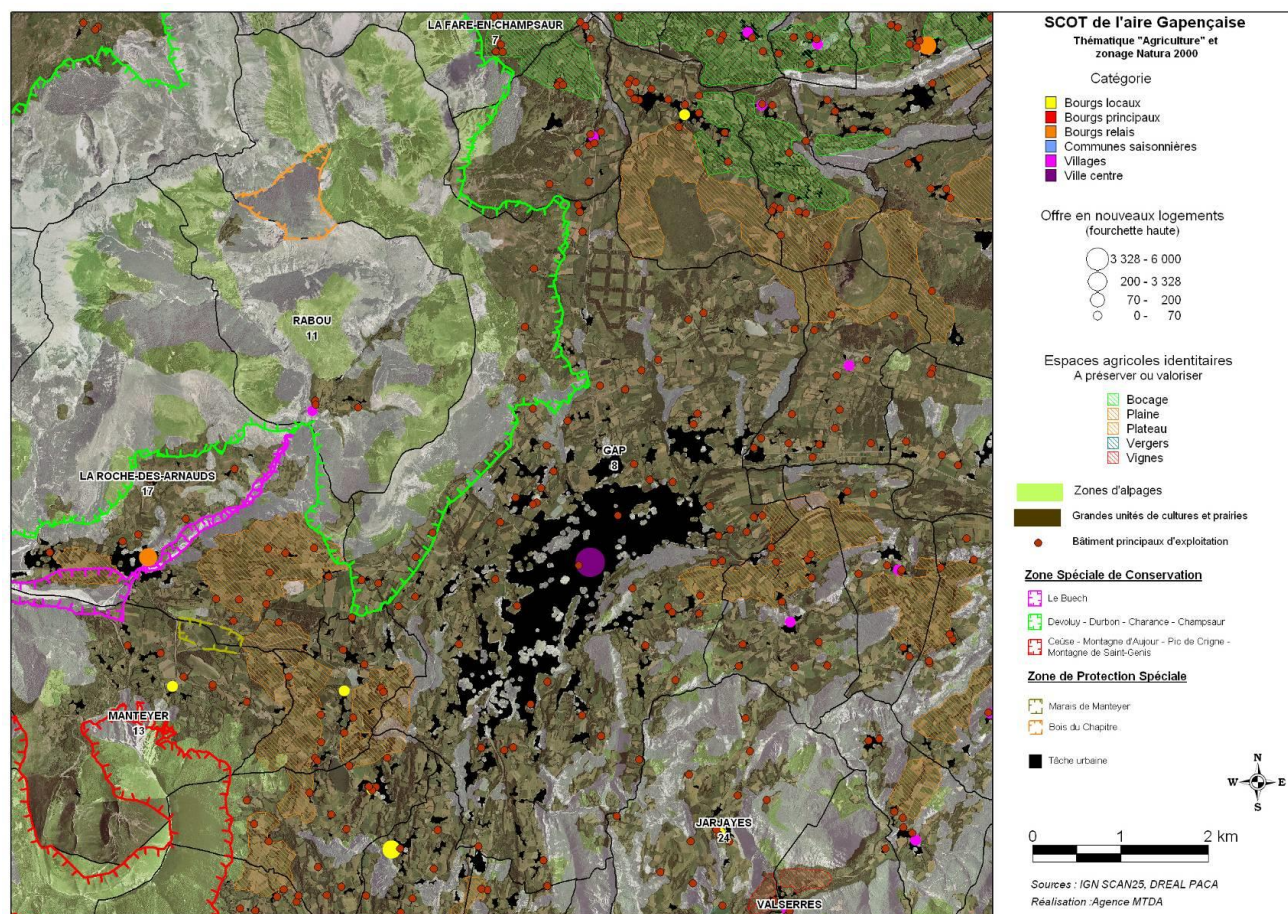 LA FARE-EN-CHAMPSAUR
7
RABOU
11
GAP
8
LA ROCHE-DES-ARNAUDS
17
MANTEYER
13
JARJAYES
24
VALSERRES
SCOT de l'aire Gapençaise
Thématique "Agriculture" et
zonage Natura 2000
Catégorie
Bourgs locaux
Bourgs principaux
Bourgs relais
Communes saisonnières
Villages
Ville centre
Offre en nouveaux logements
(fourchette haute)
3 328 - 6 000
200 - 3 328
70 - 200
0 - 70
Espaces agricoles identitaires
A préserver ou valoriser
Bocage
Plaine
Plateau
Vergers
Vignes
Zones d'alpages
Grandes unités de cultures et prairies
Bâtiment principaux d'exploitation
Zone Spéciale de Conservation
Le Buech
Devoluy - Durbon - Charance - Champsaur
Ceüse - Montagne d'Aujour - Pic de Crigne -
Montagne de Saint-Genis
Zone de Protection Spéciale
Marais de Manteyer
Bois du Chapitre
Tâche urbaine
N
W E
S
0 1 2 km
Sources : IGN SCAN25, DREAL PACA
Réalisation :Agence MTDA